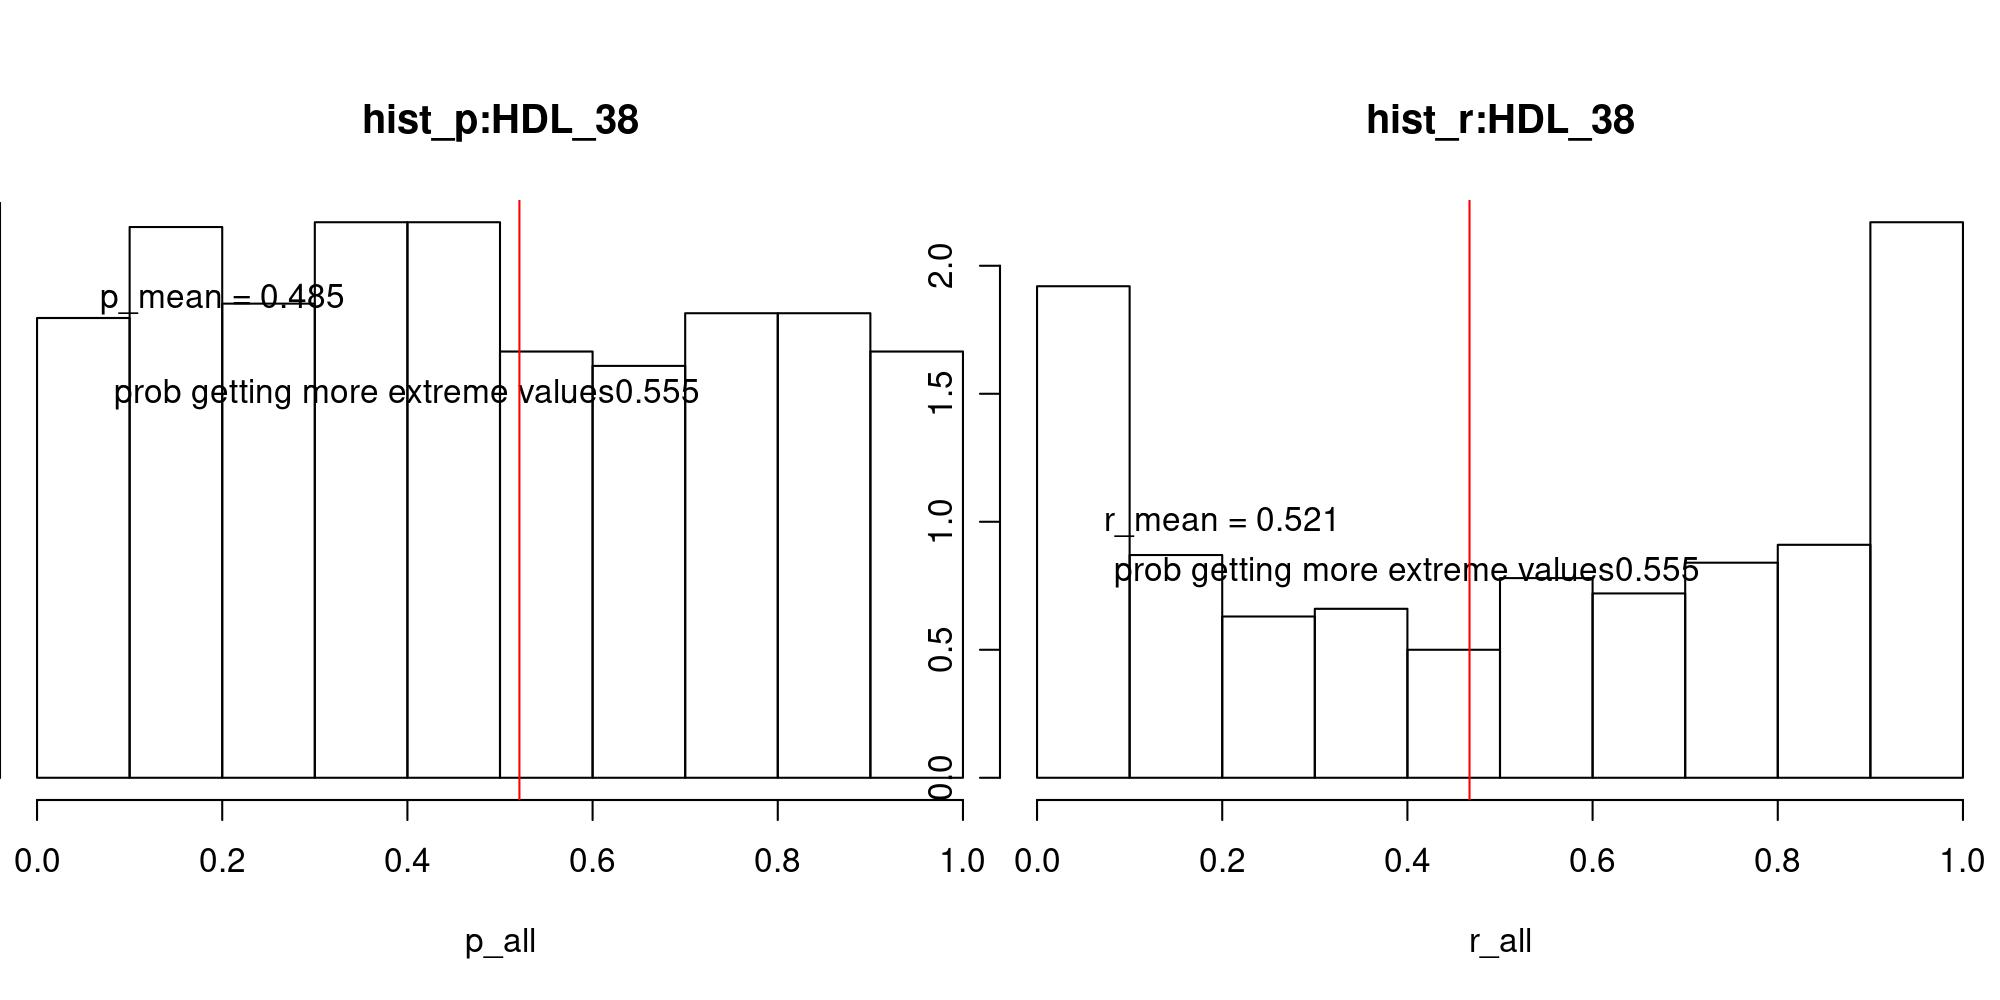 hist_p:HDL_38
p_mean = 0.485
prob getting more extreme values0.555
0.0 0.2 0.4 0.6 0.8 1.0
p_all
hist_r:HDL_38
2.0
1.5
1.0
0.5
0.0
r_mean = 0.521
prob getting more extreme values0.555
0.0 0.2 0.4 0.6 0.8 1.0
r_all